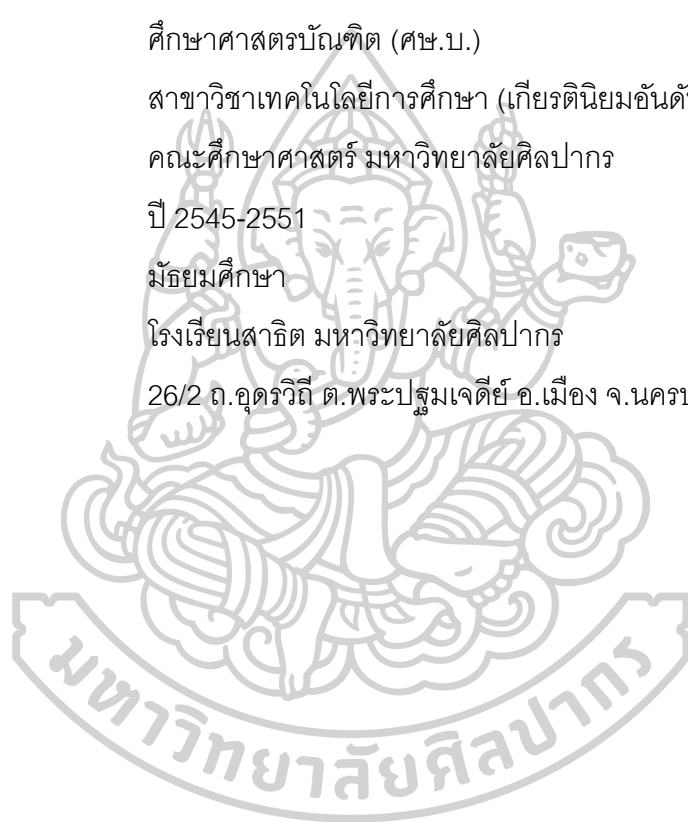 ศึกษาศาสตรบัณฑิต (ศษ.บ.)
สาขาวิชาเทคโนโลยีการศึกษา (เกียรตินิยมอันดับ
คณะศึกษาศาสตร์ มหาวิทยาลัยศิลปากร
ปี 2545-2551
มัธยมศึกษา
โรงเรียนสาธิต มหาวิทยาลัยศิลปากร
26/2 ถ.อุดรวิถี ต.พระปฐมเจดีย์ อ.เมือง จ.นครป
มหาวิทยาลัยศิลปากร